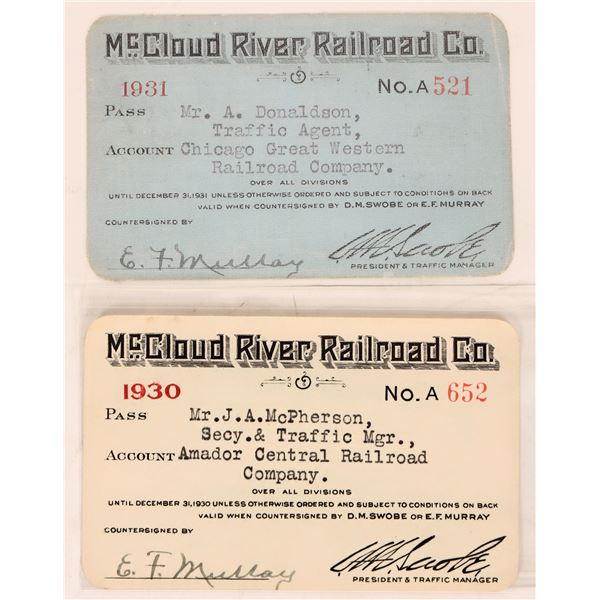 McCloud River Railroad Co.
1931 No. A 521
Pass Mr. A. Donaldson,
Traffic Agent,
Account Chicago Great Western
Railroad Company.
OVER ALL DIVISIONS
UNTIL DECEMBER 31, 1931 UNLESS OTHERWISE ORDERED AND SUBJECT TO CONDITIONS ON BACK
VALID WHEN COUNTERSIGNED BY D.M. SWOBE OR E.F. MURRAY
COUNTERSIGNED BY
E. F. Murray
PRESIDENT & TRAFFIC MANAGER
McCloud River Railroad Co.
1930 No. A 652
Pass Mr. J. A. McPherson,
Secy. & Traffic Mgr.,
Account Amador Central Railroad
Company.
OVER ALL DIVISIONS
UNTIL DECEMBER 31, 1930 UNLESS OTHERWISE ORDERED AND SUBJECT TO CONDITIONS ON BACK
VALID WHEN COUNTERSIGNED BY D.M. SWOBE OR E.F. MURRAY
COUNTERSIGNED BY
E. F. Murray
PRESIDENT & TRAFFIC MANAGER